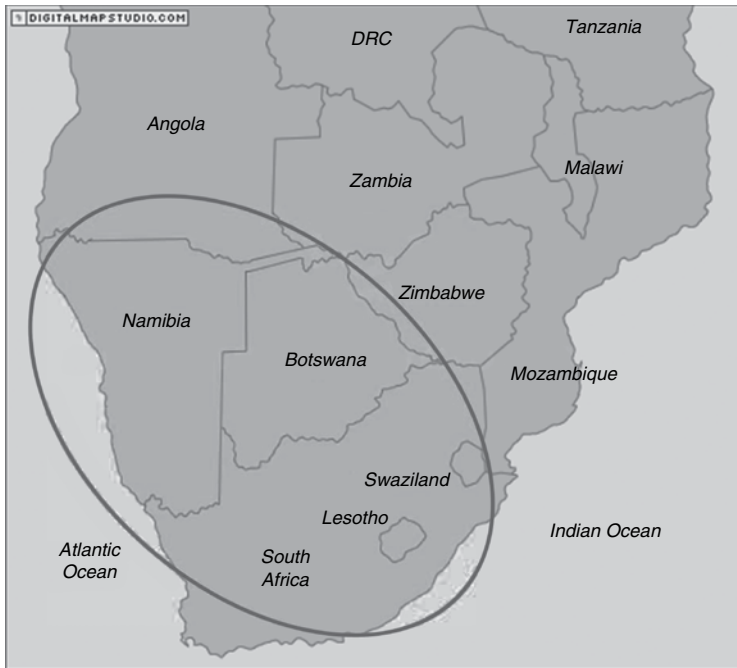 DIGITALMAPSTUDIO.COM
DRC
Tanzania
Angola
Malawi
Zambia
Zimbabwe
Namibia
Botswana
Mozambique
Swaziland
Lesotho
Indian Ocean
Atlantic
Ocean
South
Africa